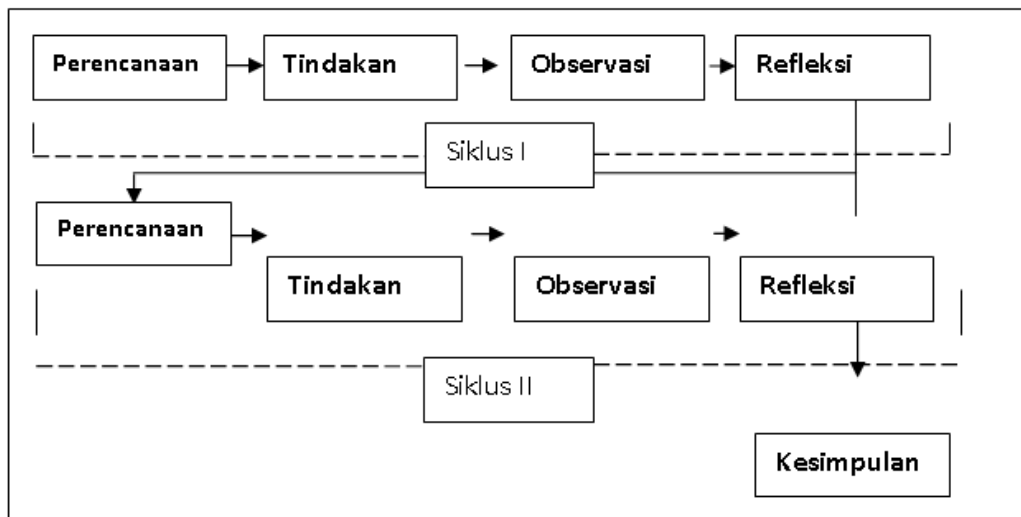 Perencanaan
Tindakan
Observasi
Refleksi
Siklus I
Perencanaan
Tindakan
Observasi
Refleksi
Siklus II
Kesimpulan